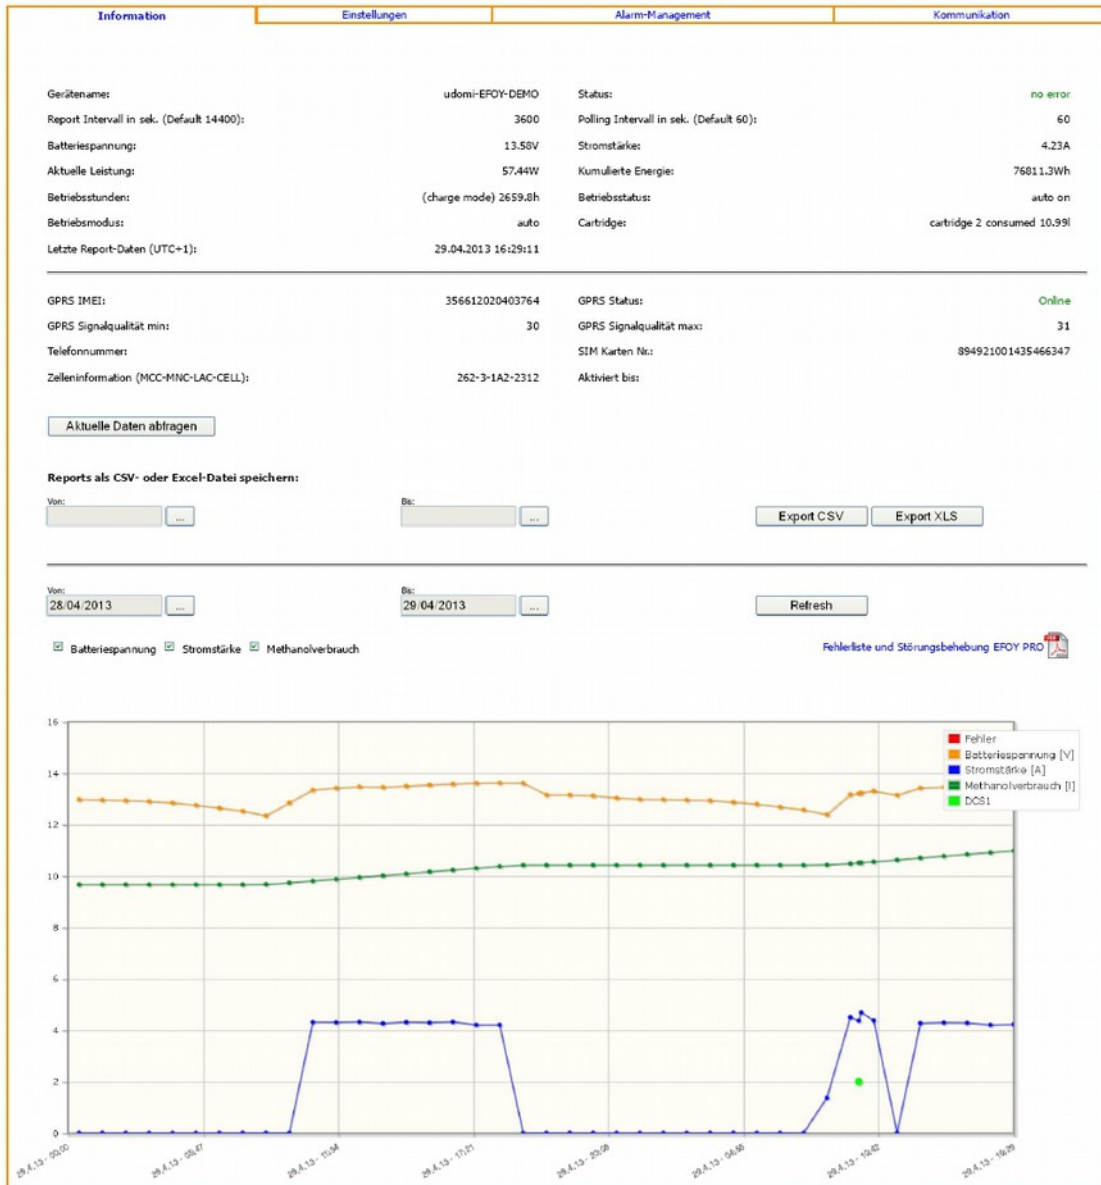 Information Einstellungen Alarm-Management Kommunikation
Gerätename: udomi-EFOY-DEMO Status: no error
Report Intervall in sek. (Default 14400): 3600 Polling Intervall in sek. (Default 60): 60
Batteriespannung: 13.58V Stromstärke: 4.23A
Aktuelle Leistung: 57.44W Kumulierte Energie: 76811.3Wh
Betriebsstunden: (charge mode) 2659.8h Betriebsstatus: auto on
Betriebsmodus: auto Cartridge: cartridge 2 consumed 10.99l
Letzte Report-Daten (UTC+1): 29.04.2013 16:29:11
GPRS IMEI: 356612020403764 GPRS Status: Online
GPRS Signalqualität min: 30 GPRS Signalqualität max: 31
Telefonnummer: SIM Karten Nr.: 894921001435466347
Zelleninformation (MCC-MNC-LAC-CELL): 262-3-1A2-2312 Aktiviert bis:
Aktuelle Daten abfragen
Reports als CSV- oder Excel-Datei speichern:
Von: Bis:
... ... Export CSV Export XLS
Von: Bis:
28/04/2013 ... 29/04/2013 ... Refresh
Batteriespannung Stromstärke Methanolverbrauch Fehlerliste und Störungsbehebung EFOY PRO
16
14
12
10
8
6
4
2
0
Fehler
Batteriespannung [V]
Stromstärke [A]
Methanolverbrauch [l]
DCS1